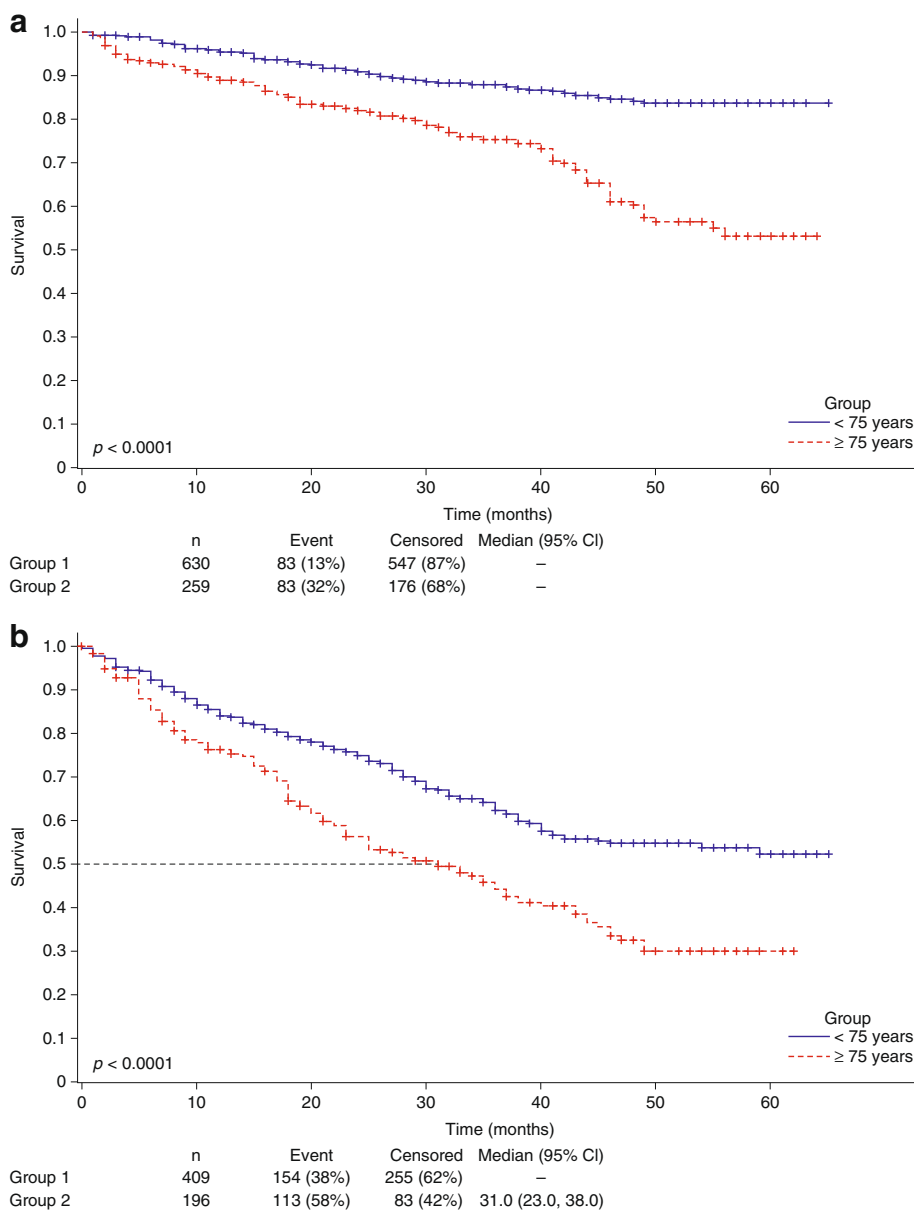 a
1.0
0.9
0.8
0.7
0.6
0.5
0.4
0.3
0.2
0.1
0
Survival
Group
< 75 years
≥ 75 years
p < 0.0001
0 10 20 30 40 50 60
Time (months)
n Event Censored Median (95% CI)
Group 1 630 83 (13%) 547 (87%) –
Group 2 259 83 (32%) 176 (68%) –
b
1.0
0.9
0.8
0.7
0.6
0.5
0.4
0.3
0.2
0.1
0
Survival
Group
< 75 years
≥ 75 years
p < 0.0001
0 10 20 30 40 50 60
Time (months)
n Event Censored Median (95% CI)
Group 1 409 154 (38%) 255 (62%) –
Group 2 196 113 (58%) 83 (42%) 31.0 (23.0, 38.0)